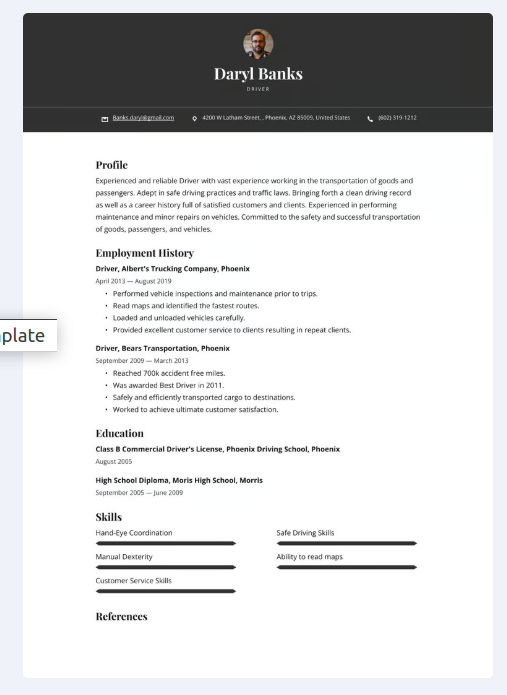 Daryl Banks
DRIVER
Banks.daryl@gmail.com 4200 W Latham Street, , Phoenix, AZ 85009, United States (602) 319-1212
Profile
Experienced and reliable Driver with vast experience working in the transportation of goods and
passengers. Adept in safe driving practices and traffic laws. Bringing forth a clean driving record
as well as a career history full of satisfied customers and clients. Experienced in performing
maintenance and minor repairs on vehicles. Committed to the safety and successful transportation
of goods, passengers, and vehicles.
Employment History
Driver, Albert's Trucking Company, Phoenix
April 2013 — August 2019
• Performed vehicle inspections and maintenance prior to trips.
• Read maps and identified the fastest routes.
• Loaded and unloaded vehicles carefully.
• Provided excellent customer service to clients resulting in repeat clients.
plate
Driver, Bears Transportation, Phoenix
September 2009 — March 2013
• Reached 700k accident free miles.
• Was awarded Best Driver in 2011.
• Safely and efficiently transported cargo to destinations.
• Worked to achieve ultimate customer satisfaction.
Education
Class B Commercial Driver's License, Phoenix Driving School, Phoenix
August 2005
High School Diploma, Moris High School, Morris
September 2005 — June 2009
Skills
Hand-Eye Coordination Safe Driving Skills
Manual Dexterity Ability to read maps
Customer Service Skills
References